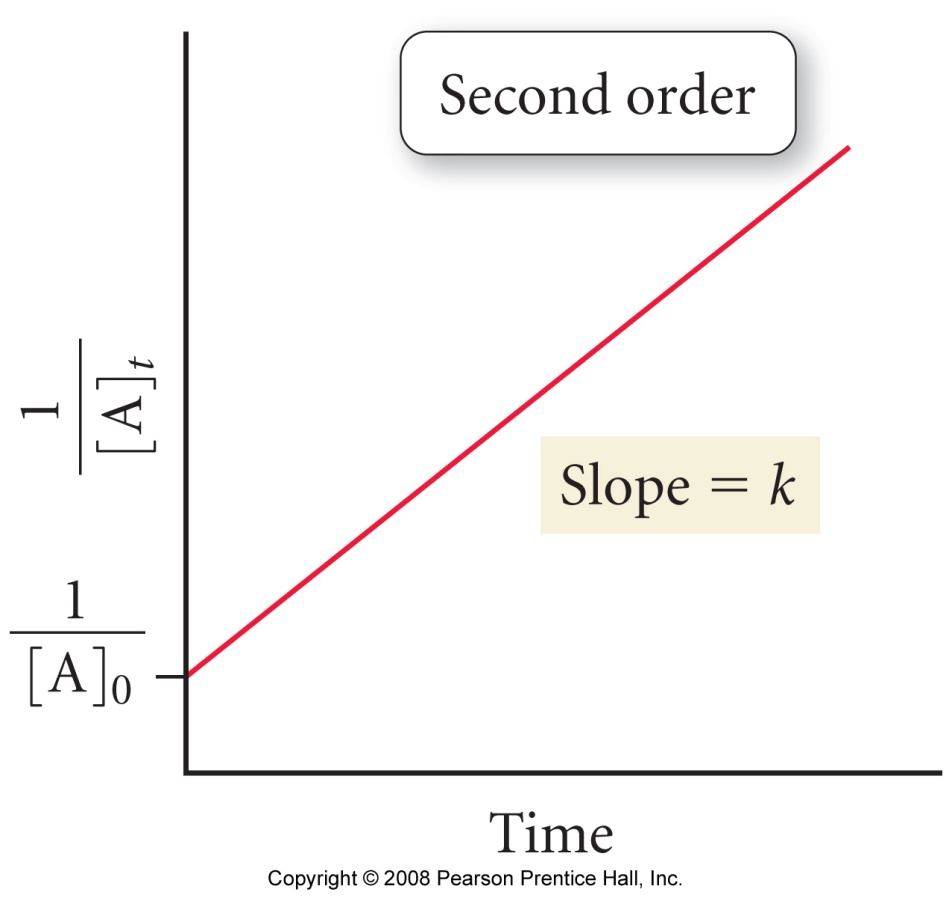 Second order
1
[A]t
Slope = k
1
[A]0
Time
Copyright © 2008 Pearson Prentice Hall, Inc.